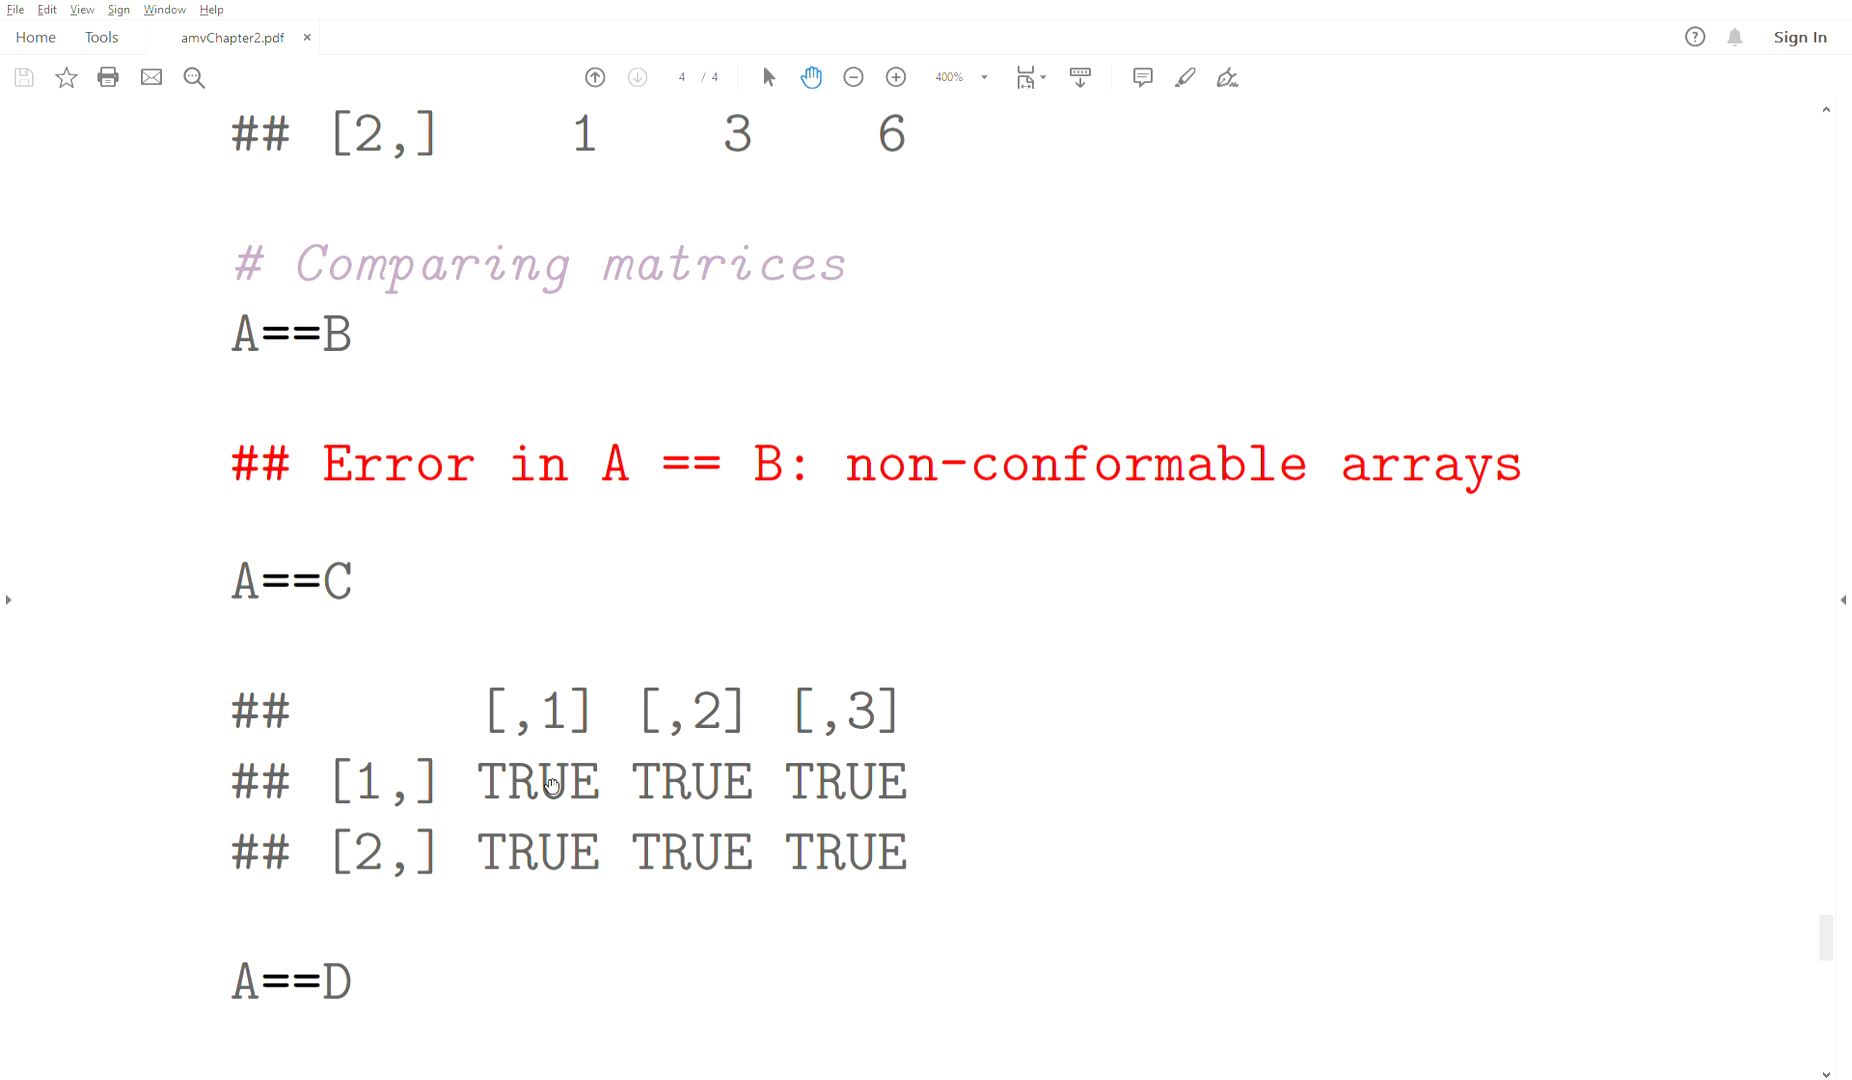 File Edit View Sign Window Help
Home Tools amvChapter2.pdf × ? Sign In
4 / 4 400%
## [2,] 1 3 6
# Comparing matrices
A==B
## Error in A == B: non-conformable arrays
A==C
## [,1] [,2] [,3]
## [1,] TRUE TRUE TRUE
## [2,] TRUE TRUE TRUE
A==D